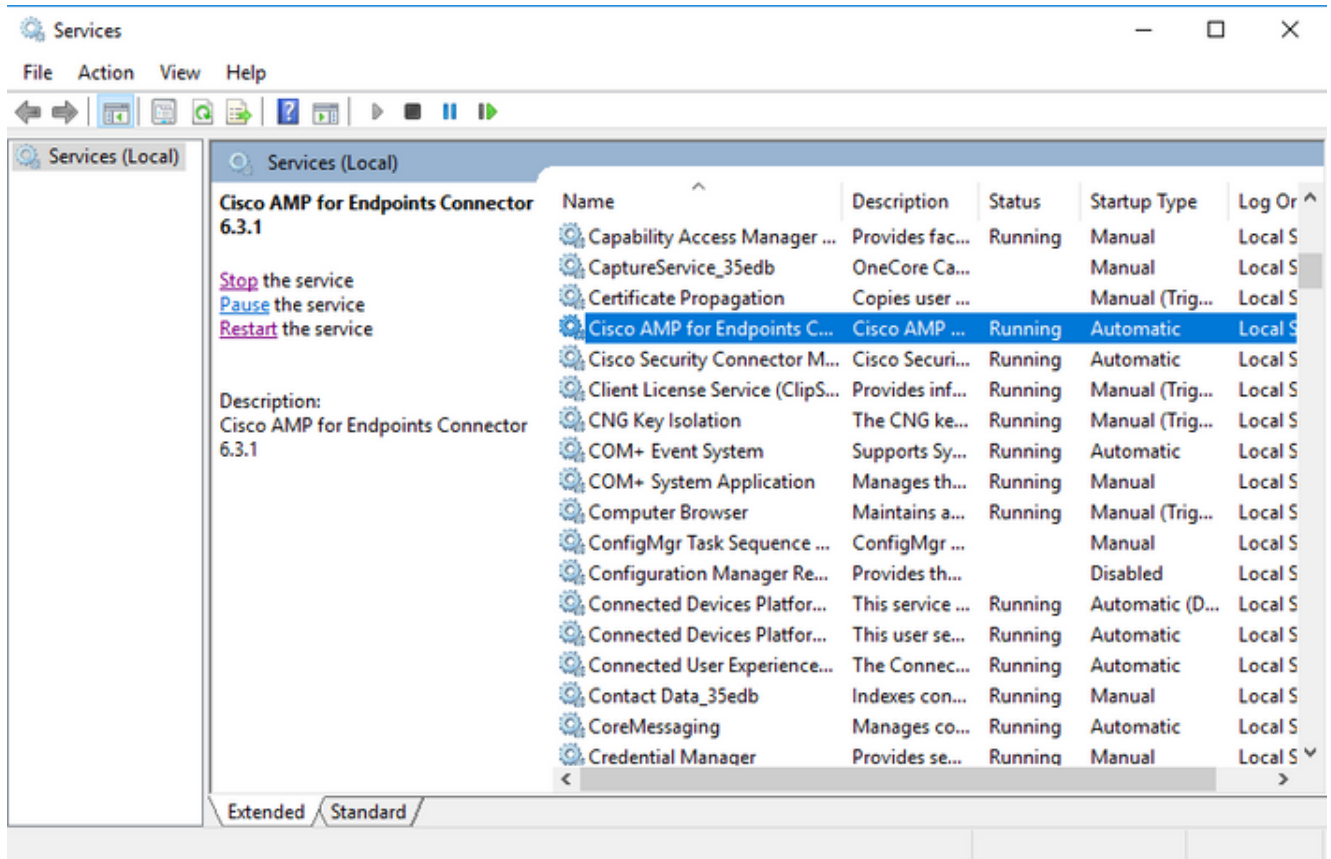 Services
File Action View Help
Services (Local)
Services (Local)
Cisco AMP for Endpoints Connector
6.3.1
Stop the service
Pause the service
Restart the service
Description:
Cisco AMP for Endpoints Connector
6.3.1
Name Description Status Startup Type Log Or
Capability Access Manager ... Provides fac... Running Manual Local S
CaptureService_35edb OneCore Ca... Manual Local S
Certificate Propagation Copies user ... Manual (Trig... Local S
Cisco AMP for Endpoints C... Cisco AMP ... Running Automatic Local S
Cisco Security Connector M... Cisco Securi... Running Automatic Local S
Client License Service (ClipS... Provides inf... Running Manual (Trig... Local S
CNG Key Isolation The CNG ke... Running Manual (Trig... Local S
COM+ Event System Supports Sy... Running Automatic Local S
COM+ System Application Manages th... Running Manual Local S
Computer Browser Maintains a... Running Manual (Trig... Local S
ConfigMgr Task Sequence ... ConfigMgr ... Manual Local S
Configuration Manager Re... Provides th... Disabled Local S
Connected Devices Platfor... This service ... Running Automatic (D... Local S
Connected Devices Platfor... This user se... Running Automatic Local S
Connected User Experience... The Connec... Running Automatic Local S
Contact Data_35edb Indexes con... Running Manual Local S
CoreMessaging Manages co... Running Automatic Local S
Credential Manager Provides se... Running Manual Local S
Extended Standard